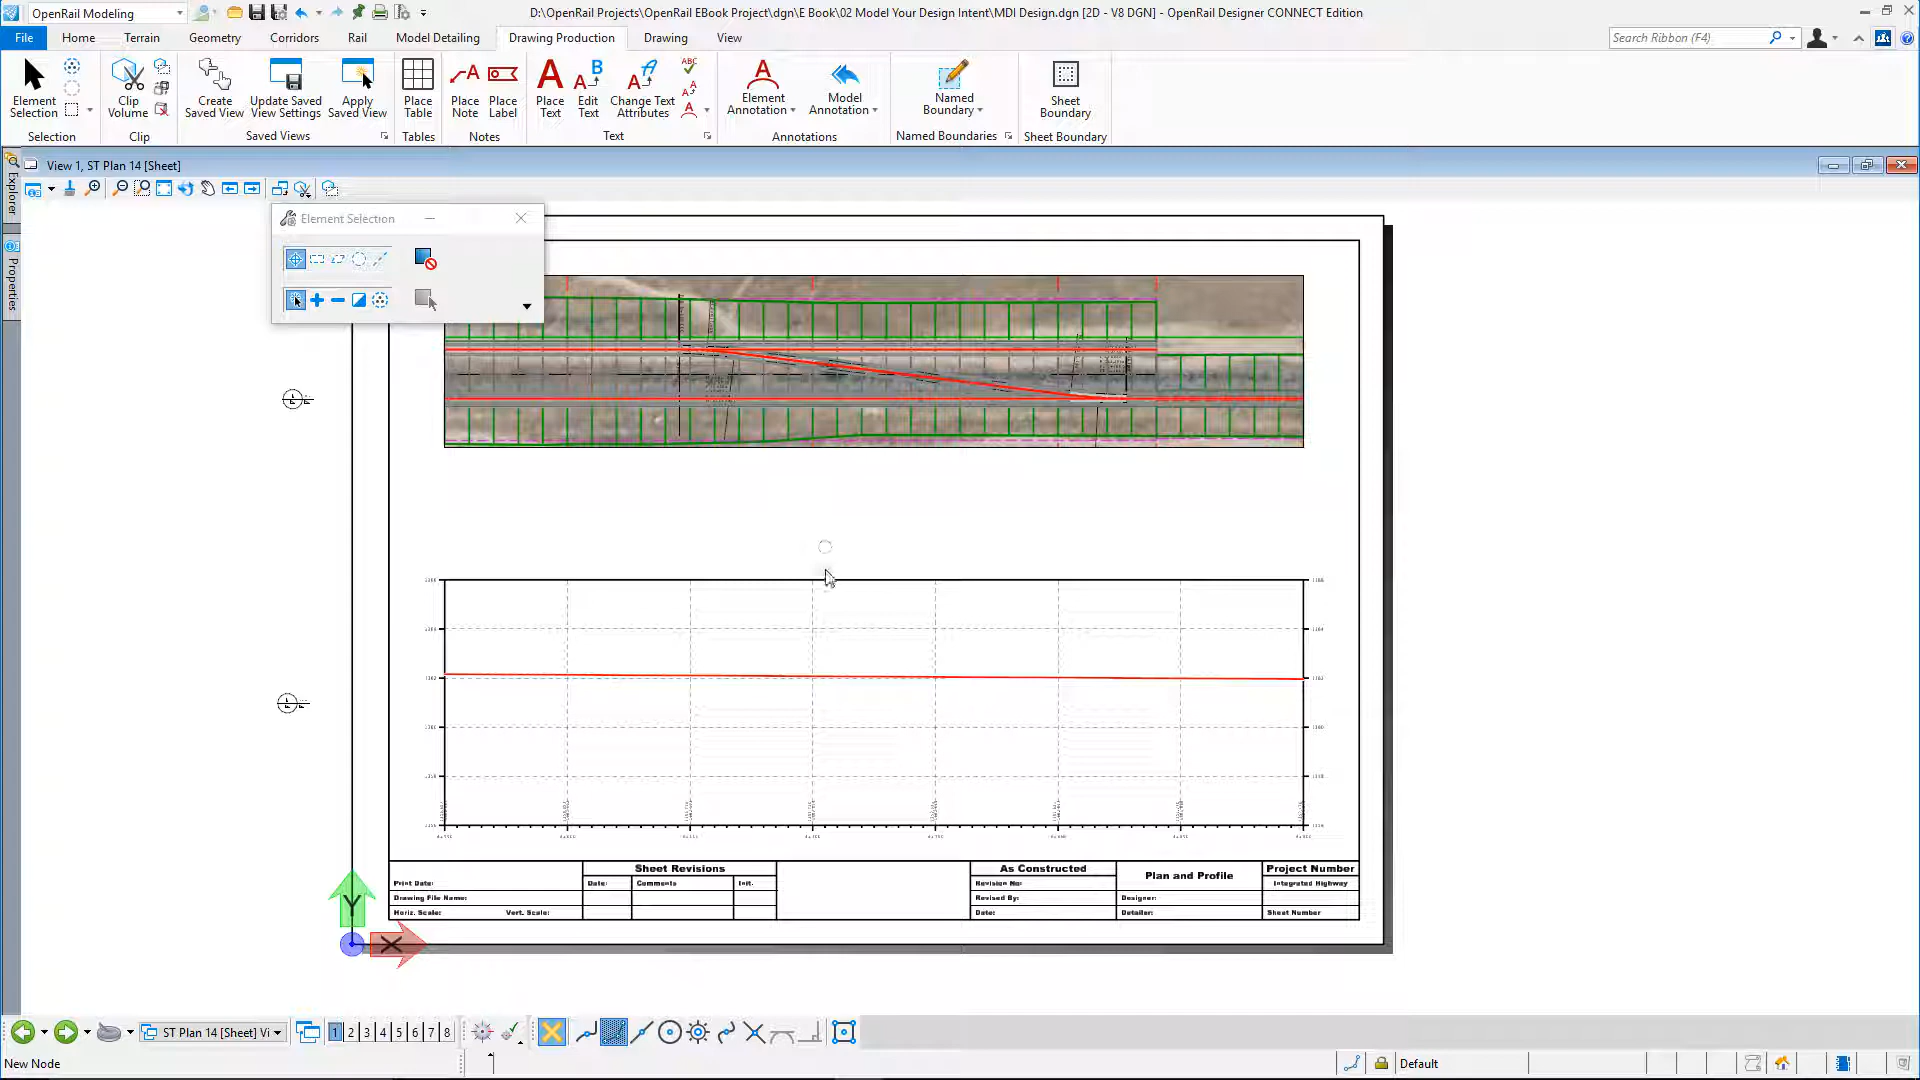 OpenRail Modeling
D:\OpenRail Projects\OpenRail EBook Project\dgn\E Book\02 Model Your Design Intent\MDI Design.dgn [2D - V8 DGN] - OpenRail Designer CONNECT Edition
File Home Terrain Geometry Corridors Rail Model Detailing Drawing Production Drawing View
Search Ribbon (F4)
Element Selection
Clip Volume
Create Saved View
Update Saved View Settings
Apply Saved View
Place Table
Place Note
Place Label
Place Text
Edit Text
Change Text Attributes
Element Annotation
Model Annotation
Named Boundary
Sheet Boundary
Selection Clip Saved Views Tables Notes Text Annotations Named Boundaries Sheet Boundary
View 1, ST Plan 14 [Sheet]
Explorer
Properties
Element Selection
Sheet Revisions
As Constructed
Plan and Profile
Project Number
Print Date:
Date: Comments Init.
Revision No:
Integrated Highway
Drawing File Name:
Revised By:
Designer:
Horiz. Scale: Vert. Scale:
Date:
Detailer:
Sheet Number
Y
X
ST Plan 14 [Sheet] Vi
1 2 3 4 5 6 7 8
New Node
Default